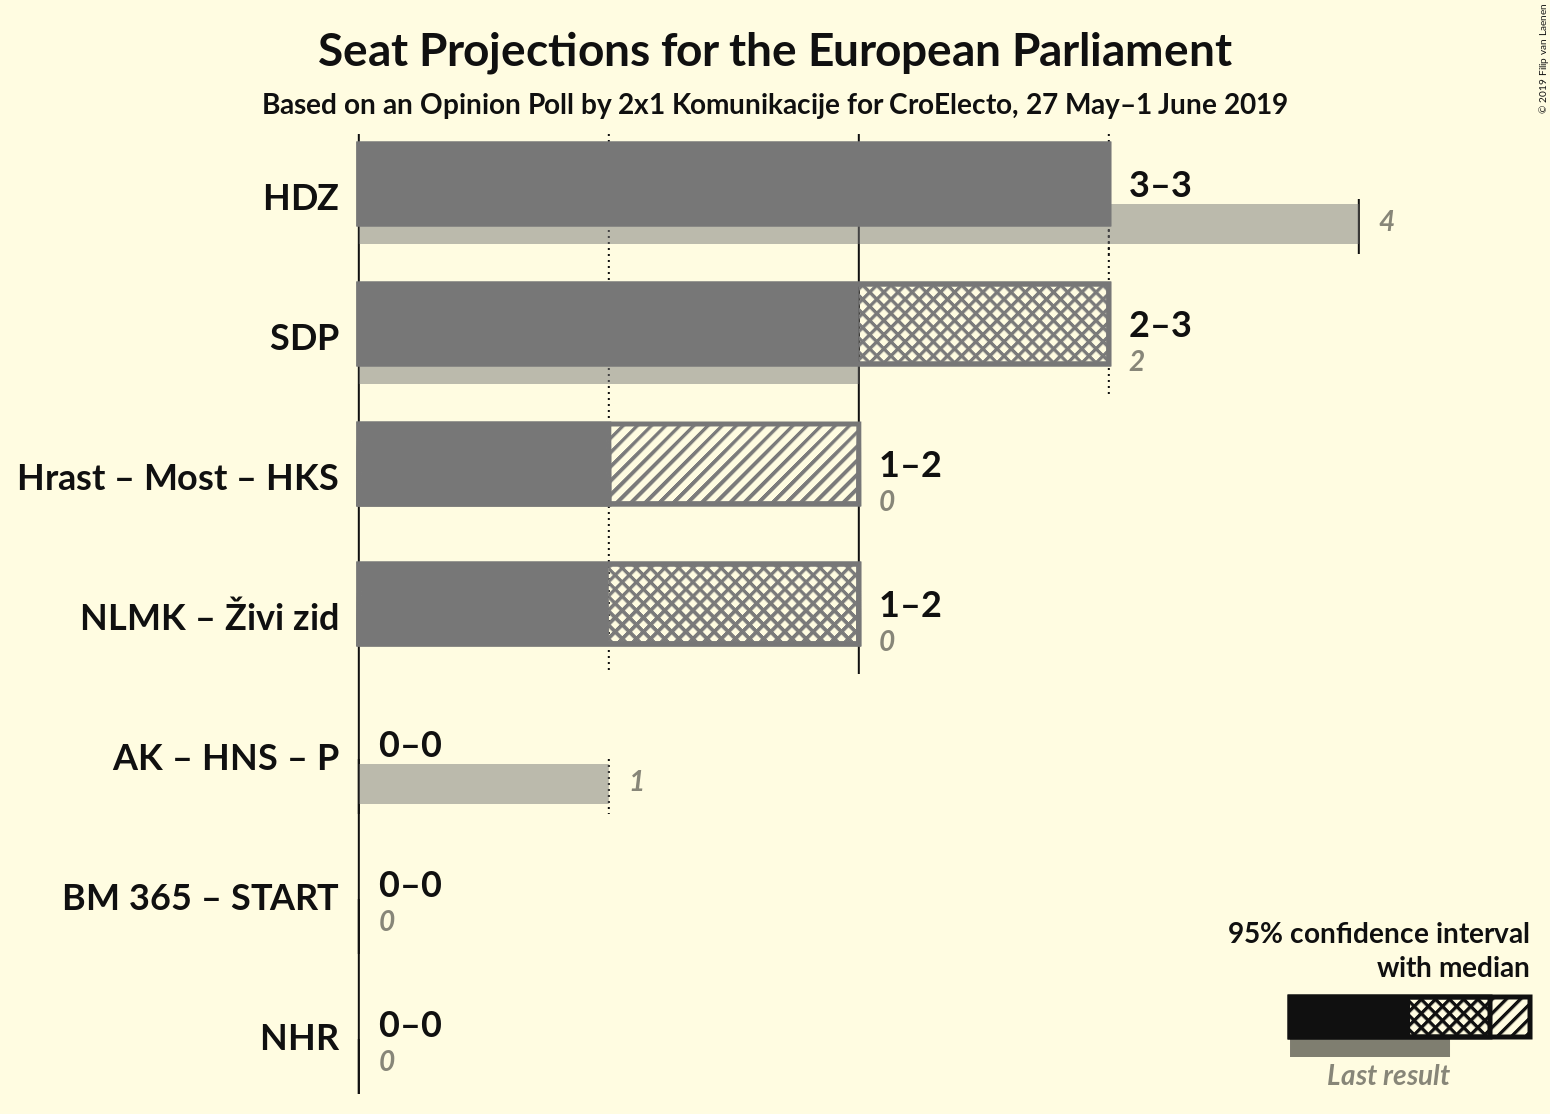 Seat Projections for the European Parliament
Based on an Opinion Poll by 2x1 Komunikacije for CroElecto, 27 May–1 June 2019
© 2019 Filip van Laenen
HDZ
3–3
4
SDP
2–3
2
Hrast – Most – HKS
1–2
0
NLMK – Živi zid
1–2
0
AK – HNS – P
0–0
1
BM 365 – START
0–0
0
NHR
0–0
0
95% confidence interval
with median
Last result